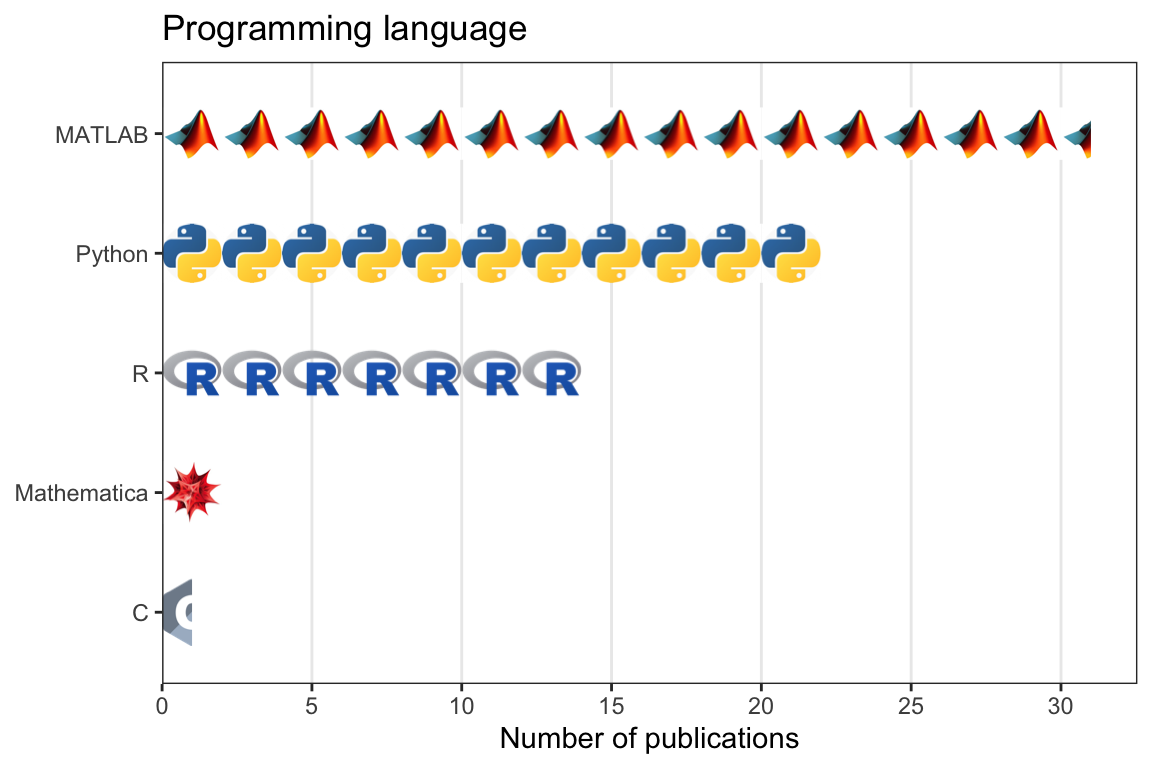 Programming language
MATLAB
Python
R R R R R R R R
Mathematica
C C
0 5 10 15 20 25 30
Number of publications